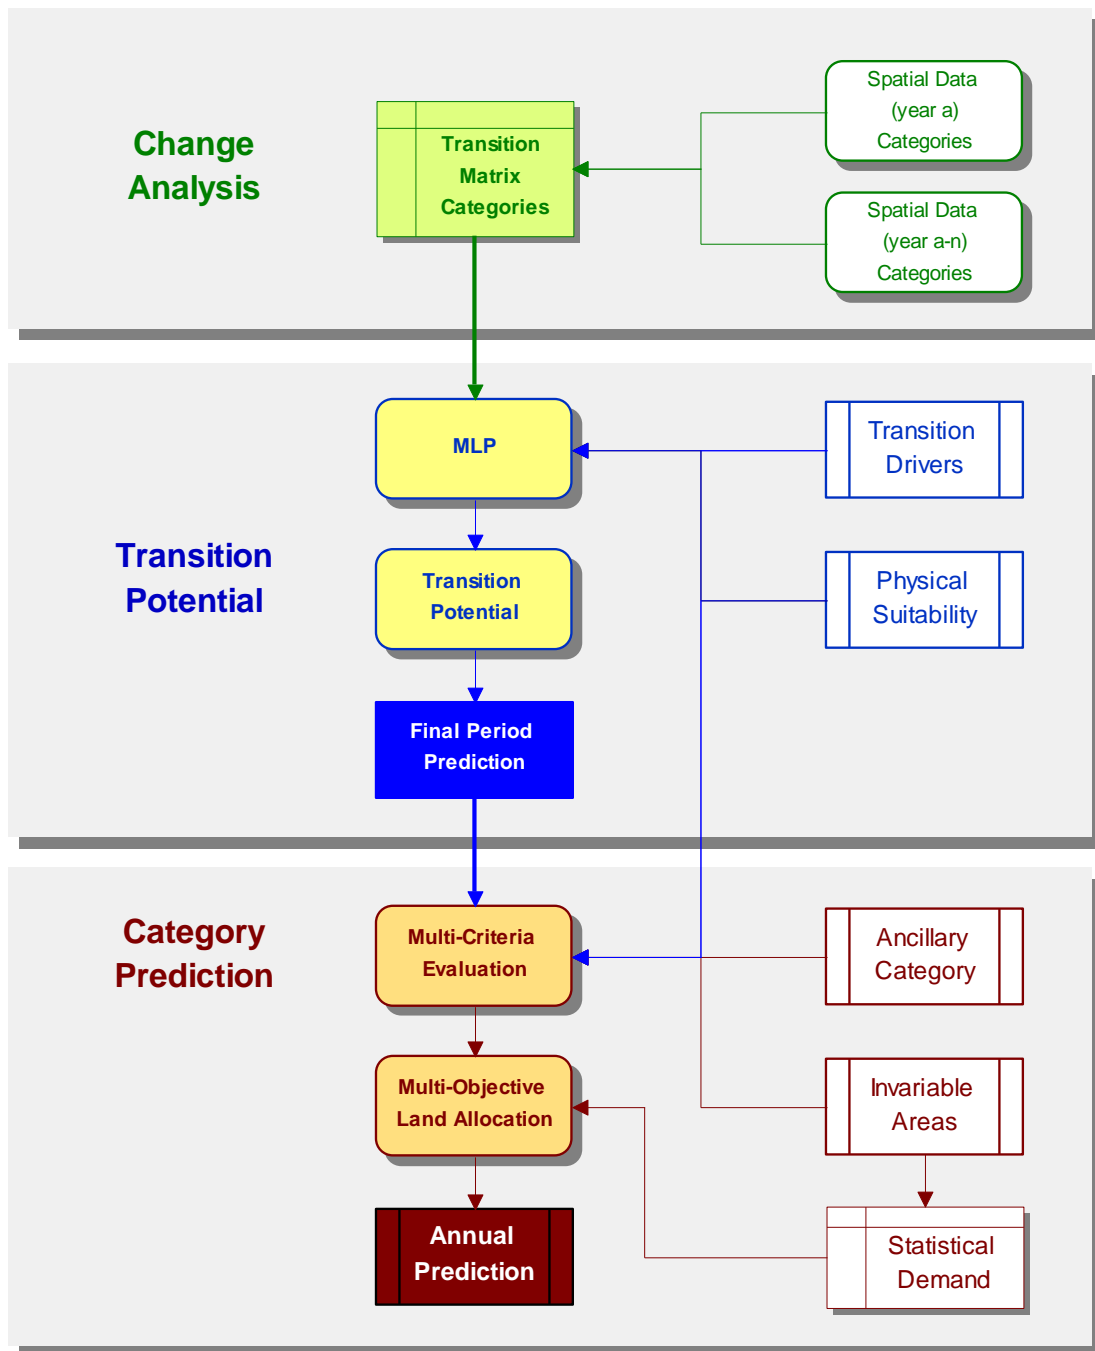 Change
Analysis
Transition
Matrix
Categories
Spatial Data
(year a)
Categories
Spatial Data
(year a-n)
Categories
Transition
Potential
MLP
Transition
Drivers
Transition
Potential
Physical
Suitability
Final Period
Prediction
Category
Prediction
Multi-Criteria
Evaluation
Ancillary
Category
Multi-Objective
Land Allocation
Invariable
Areas
Annual
Prediction
Statistical
Demand